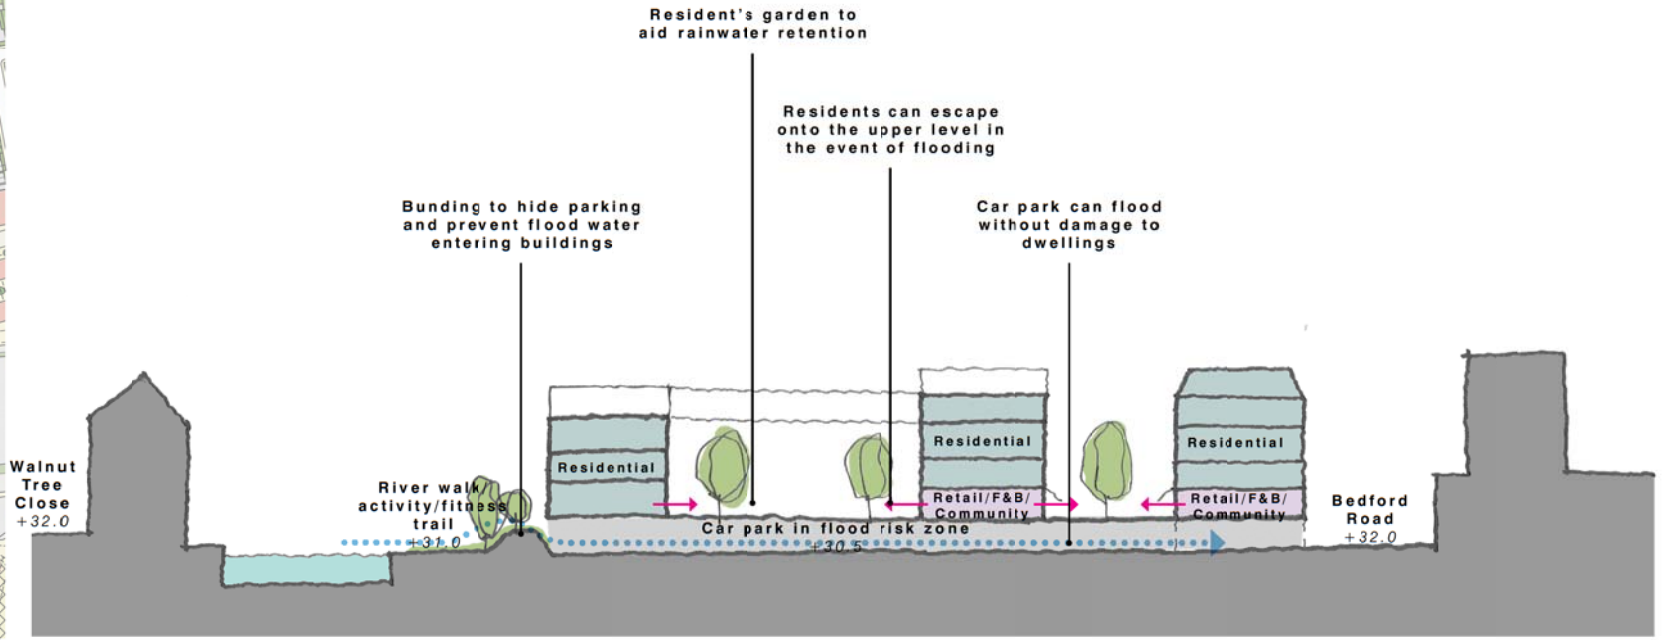 Resident's garden to
aid rainwater retention
Residents can escape
onto the upper level in
the event of flooding
Bunding to hide parking
and prevent flood water
entering buildings
Car park can flood
without damage to
dwellings
Walnut
Tree
Close
+32.0
River walk/
activity/fitness
trail
+31.0
Residential
Residential
Retail/F&B/
Community
Residential
Retail/F&B/
Community
Car park in flood risk zone
+30.5
Bedford
Road
+32.0